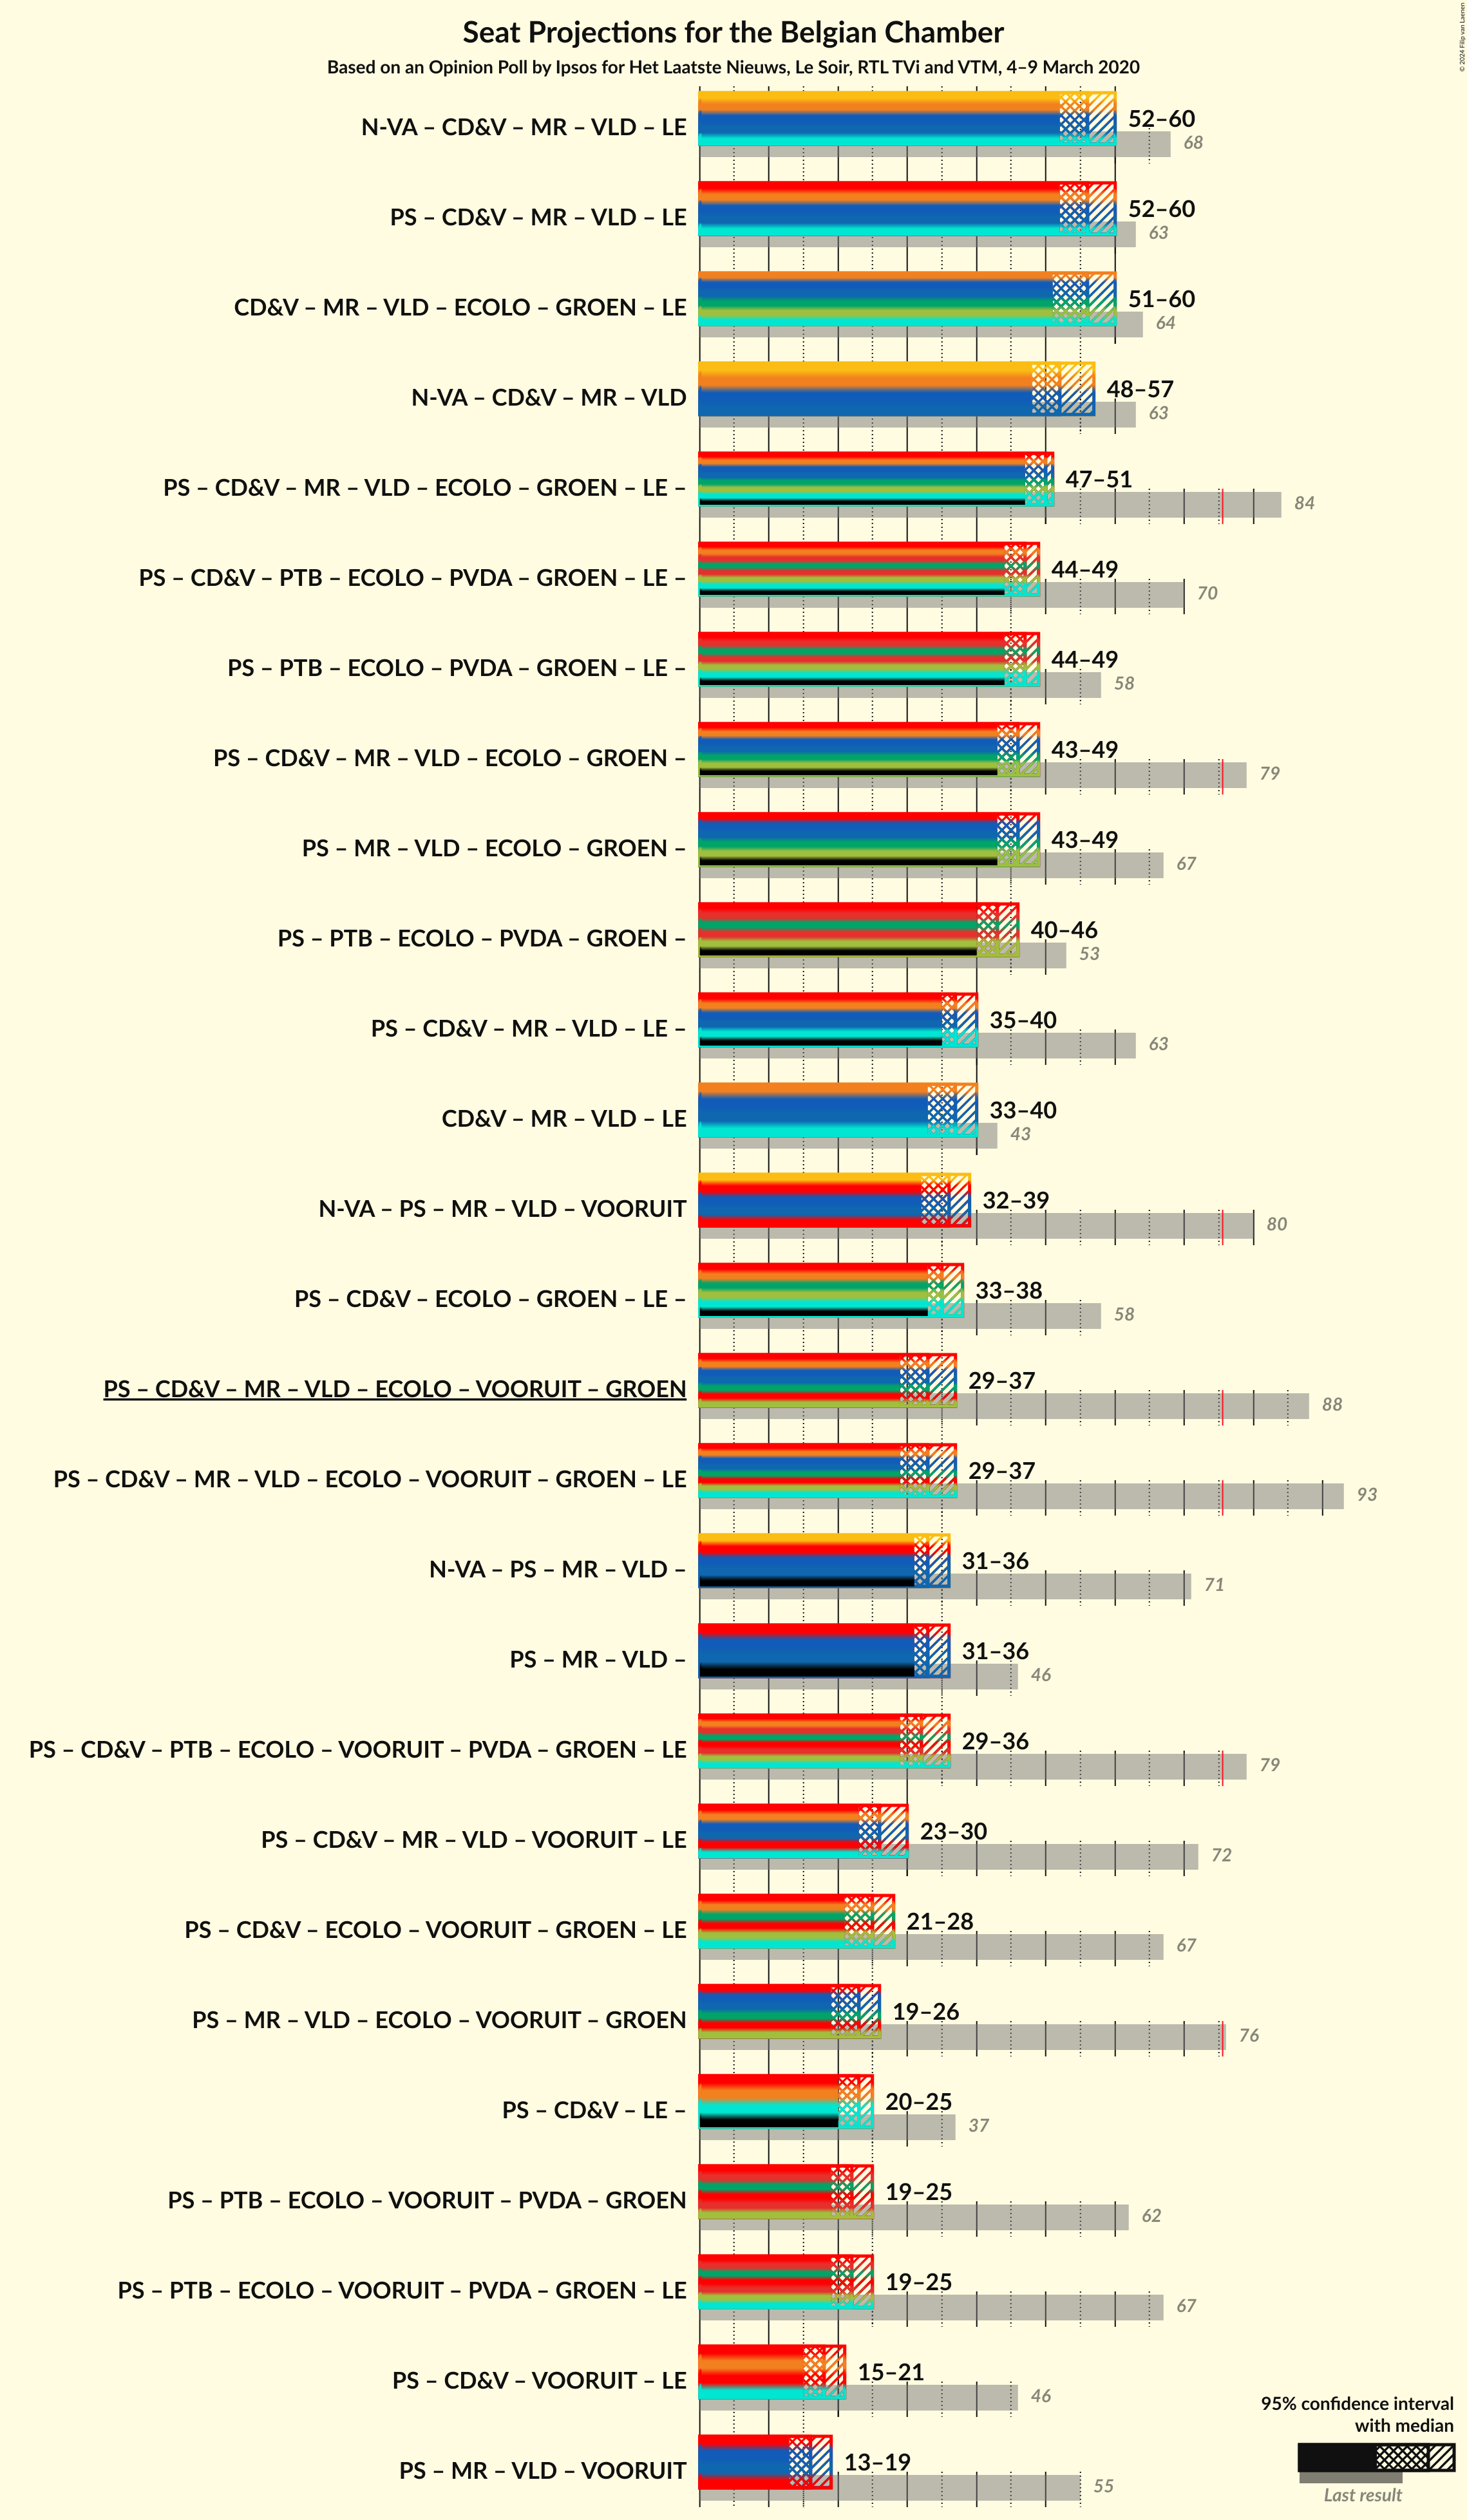 Seat Projections for the Belgian Chamber
Based on an Opinion Poll by Ipsos for Het Laatste Nieuws, Le Soir, RTL TVi and VTM, 4–9 March 2020
© 2024 Filip van Laenen
N-VA – CD&V – MR – VLD – LE 52–60 68
PS – CD&V – MR – VLD – LE 52–60 63
CD&V – MR – VLD – ECOLO – GROEN – LE 51–60 64
N-VA – CD&V – MR – VLD 48–57 63
PS – CD&V – MR – VLD – ECOLO – GROEN – LE – 47–51 84
PS – CD&V – PTB – ECOLO – PVDA – GROEN – LE – 44–49 70
PS – PTB – ECOLO – PVDA – GROEN – LE – 44–49 58
PS – CD&V – MR – VLD – ECOLO – GROEN – 43–49 79
PS – MR – VLD – ECOLO – GROEN – 43–49 67
PS – PTB – ECOLO – PVDA – GROEN – 40–46 53
PS – CD&V – MR – VLD – LE – 35–40 63
CD&V – MR – VLD – LE 33–40 43
N-VA – PS – MR – VLD – VOORUIT 32–39 80
PS – CD&V – ECOLO – GROEN – LE – 33–38 58
PS – CD&V – MR – VLD – ECOLO – VOORUIT – GROEN 29–37 88
PS – CD&V – MR – VLD – ECOLO – VOORUIT – GROEN – LE 29–37 93
N-VA – PS – MR – VLD – 31–36 71
PS – MR – VLD – 31–36 46
PS – CD&V – PTB – ECOLO – VOORUIT – PVDA – GROEN – LE 29–36 79
PS – CD&V – MR – VLD – VOORUIT – LE 23–30 72
PS – CD&V – ECOLO – VOORUIT – GROEN – LE 21–28 67
PS – MR – VLD – ECOLO – VOORUIT – GROEN 19–26 76
PS – CD&V – LE – 20–25 37
PS – PTB – ECOLO – VOORUIT – PVDA – GROEN 19–25 62
PS – PTB – ECOLO – VOORUIT – PVDA – GROEN – LE 19–25 67
PS – CD&V – VOORUIT – LE 15–21 46
PS – MR – VLD – VOORUIT 13–19 55
95% confidence interval
with median
Last result